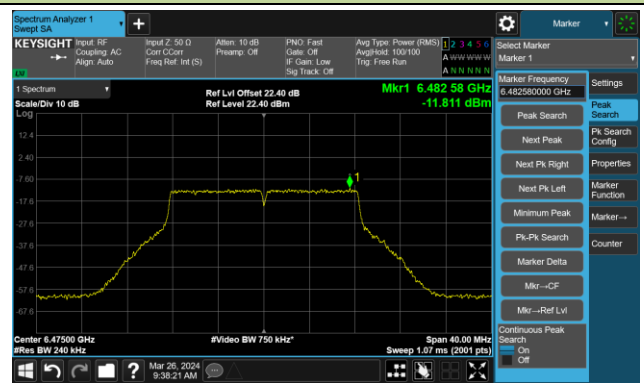 Spectrum Analyzer 1
Swept SA
+
Marker
KEYSIGHT
Input: RF
Coupling: AC
Align: Auto
Input Z: 50 Ω
Corr CCorr
Freq Ref: Int (S)
Atten: 10 dB
Preamp: Off
PNO: Fast
Gate: Off
IF Gain: Low
Sig Track: Off
Avg Type: Power (RMS)
Avg|Hold: 100/100
Trig: Free Run
1 2 3 4 5 6
A W W W W W
A N N N N N
LW
Select Marker
Marker 1
1 Spectrum
Scale/Div 10 dB
Log
Ref Lvl Offset 22.40 dB
Ref Level 22.40 dBm
Mkr1 6.482 58 GHz
-11.811 dBm
12.4
2.40
-7.60
-17.6
-27.6
-37.6
-47.6
-57.6
-67.6
1
Center 6.47500 GHz
#Res BW 240 kHz
#Video BW 750 kHz*
Span 40.00 MHz
Sweep 1.07 ms (2001 pts)
Marker Frequency
6.482580000 GHz
Peak Search
Next Peak
Next Pk Right
Next Pk Left
Minimum Peak
Pk-Pk Search
Marker Delta
Mkr→CF
Mkr→Ref Lvl
Continuous Peak
Search
On
Off
Settings
Peak
Search
Pk Search
Config
Properties
Marker
Function
Marker→
Counter
?
Mar 26, 2024
9:38:21 AM